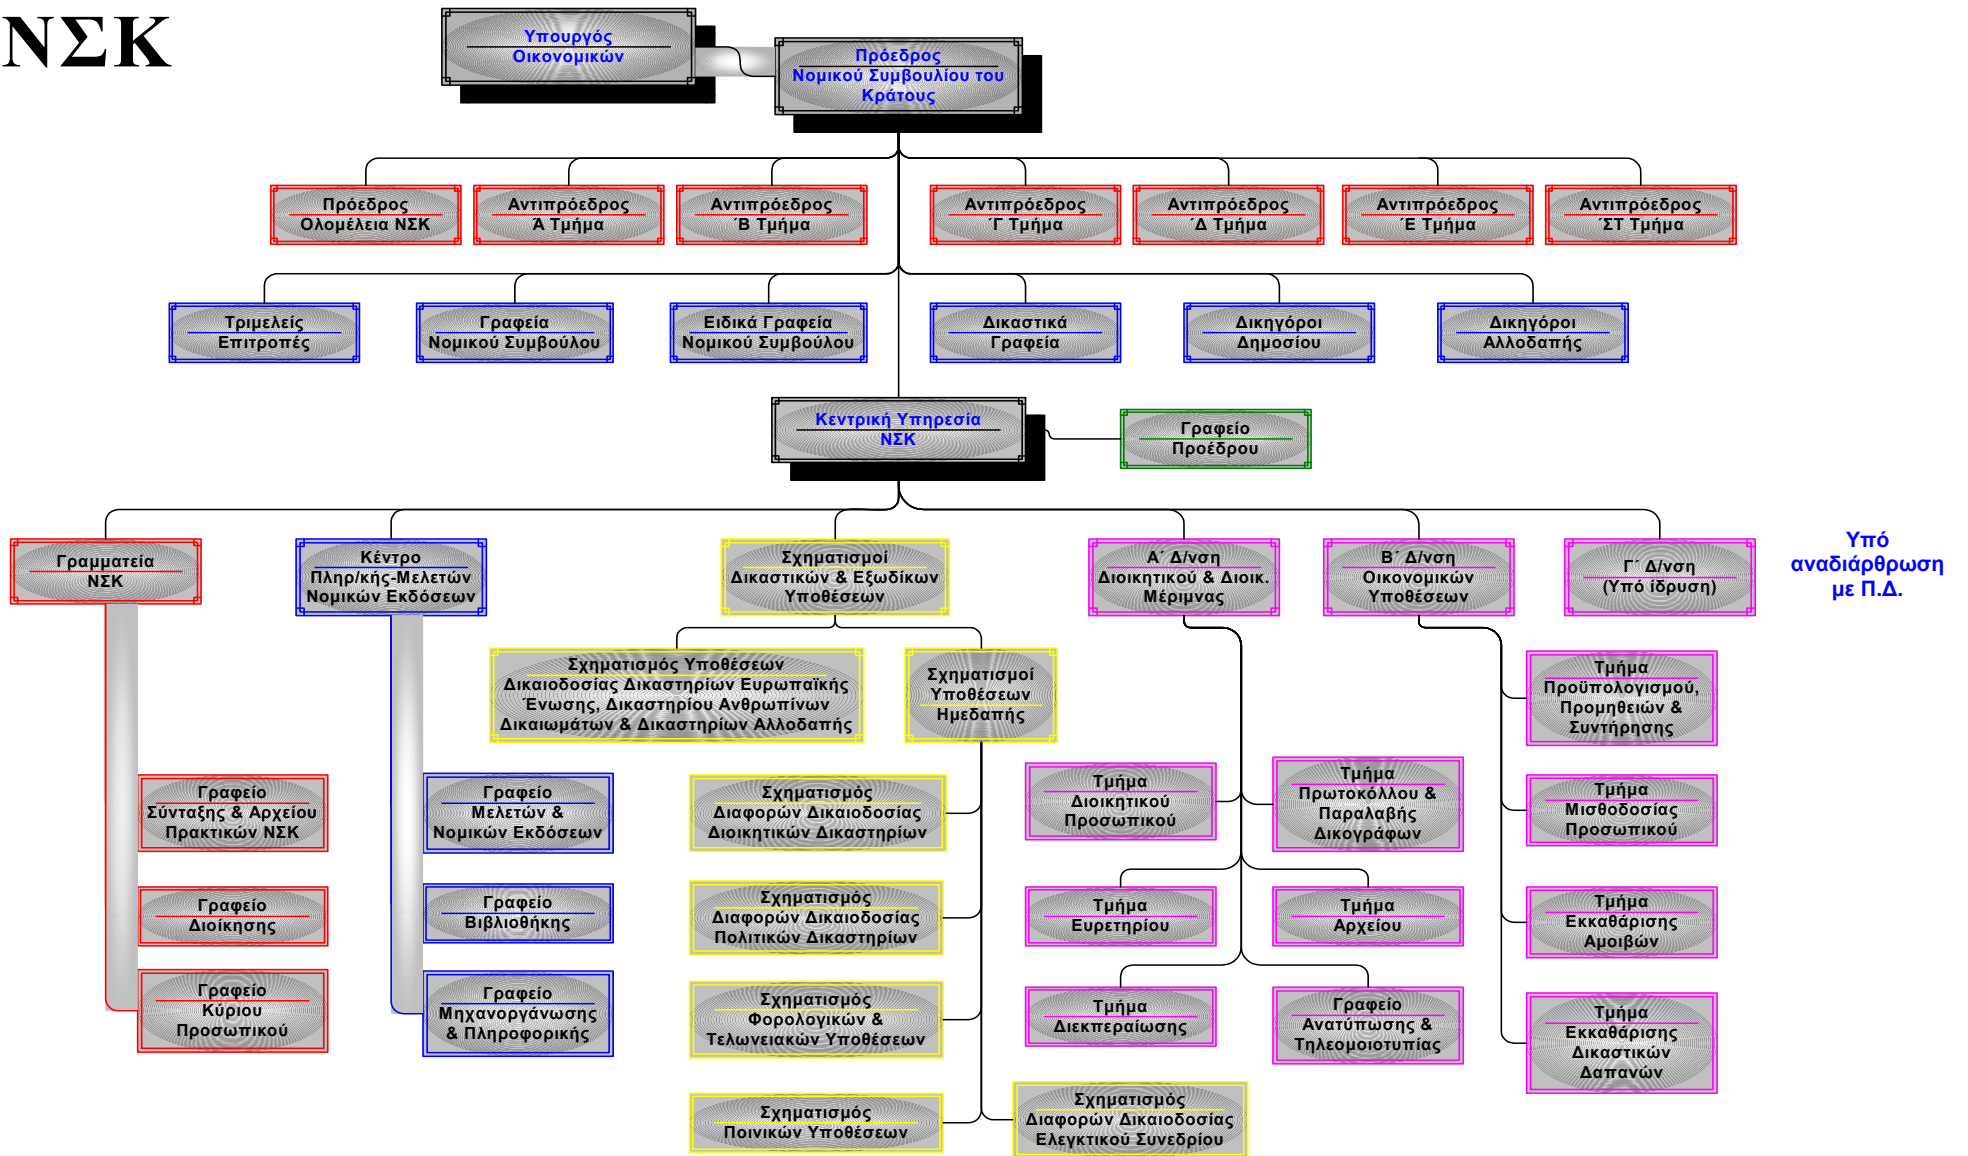 ΝΣΚ
Υπουργός
Οικονομικών
Πρόεδρος
Νομικού Συμβουλίου του
Κράτους
Πρόεδρος
Ολομέλεια ΝΣΚ
Αντιπρόεδρος
Ά Τμήμα
Αντιπρόεδρος
΄Β Τμήμα
Αντιπρόεδρος
΄Γ Τμήμα
Αντιπρόεδρος
΄Δ Τμήμα
Αντιπρόεδρος
΄Ε Τμήμα
Αντιπρόεδρος
΄ΣΤ Τμήμα
Τριμελείς
Επιτροπές
Γραφεία
Νομικού Συμβούλου
Ειδικά Γραφεία
Νομικού Συμβούλου
Δικαστικά
Γραφεία
Δικηγόροι
Δημοσίου
Δικηγόροι
Αλλοδαπής
Κεντρική Υπηρεσία
ΝΣΚ
Γραφείο
Προέδρου
Γραμματεία
ΝΣΚ
Κέντρο
Πληρ/κής-Μελετών
Νομικών Εκδόσεων
Σχηματισμοί
Δικαστικών & Εξωδίκων
Υποθέσεων
Α΄ Δ/νση
Διοικητικού & Διοικ.
Μέριμνας
Β΄ Δ/νση
Οικονομικών
Υποθέσεων
Γ΄ Δ/νση
(Υπό ίδρυση)
Υπό
αναδιάρθρωση
με Π.Δ.
Σχηματισμός Υποθέσεων
Δικαιοδοσίας Δικαστηρίων Ευρωπαϊκής
Ένωσης, Δικαστηρίου Ανθρωπίνων
Δικαιωμάτων & Δικαστηρίων Αλλοδαπής
Σχηματισμοί
Υποθέσεων
Ημεδαπής
Τμήμα
Προϋπολογισμού,
Προμηθειών &
Συντήρησης
Γραφείο
Σύνταξης & Αρχείου
Πρακτικών ΝΣΚ
Γραφείο
Μελετών &
Νομικών Εκδόσεων
Σχηματισμός
Διαφορών Δικαιοδοσίας
Διοικητικών Δικαστηρίων
Τμήμα
Διοικητικού
Προσωπικού
Τμήμα
Πρωτοκόλλου &
Παραλαβής
Δικογράφων
Τμήμα
Μισθοδοσίας
Προσωπικού
Γραφείο
Διοίκησης
Γραφείο
Βιβλιοθήκης
Σχηματισμός
Διαφορών Δικαιοδοσίας
Πολιτικών Δικαστηρίων
Τμήμα
Ευρετηρίου
Τμήμα
Αρχείου
Τμήμα
Εκκαθάρισης
Αμοιβών
Γραφείο
Κύριου
Προσωπικού
Γραφείο
Μηχανοργάνωσης
& Πληροφορικής
Σχηματισμός
Φορολογικών &
Τελωνειακών Υποθέσεων
Τμήμα
Διεκπεραίωσης
Γραφείο
Ανατύπωσης &
Τηλεομοιοτυπίας
Τμήμα
Εκκαθάρισης
Δικαστικών
Δαπανών
Σχηματισμός
Ποινικών Υποθέσεων
Σχηματισμός
Διαφορών Δικαιοδοσίας
Ελεγκτικού Συνεδρίου